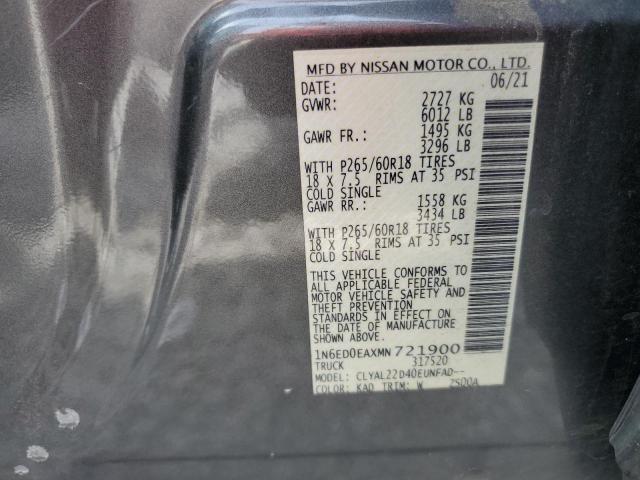 MFD BY NISSAN MOTOR CO., LTD.
DATE: 06/21
GVWR: 2727 KG
6012 LB
GAWR FR.: 1495 KG
3296 LB
WITH P265/60R18 TIRES
18 X 7.5 RIMS AT 35 PSI
COLD SINGLE
GAWR RR.: 1558 KG
3434 LB
WITH P265/60R18 TIRES
18 X 7.5 RIMS AT 35 PSI
COLD SINGLE
THIS VEHICLE CONFORMS TO
ALL APPLICABLE FEDERAL
MOTOR VEHICLE SAFETY AND
THEFT PREVENTION
STANDARDS IN EFFECT ON
THE DATE OF MANUFACTURE
1N6ED0EAXMN721900
TRUCK 317520
MODEL: CLYAL22D40EUNFAD--
COLOR: KAD TRIM: W 2SD0A